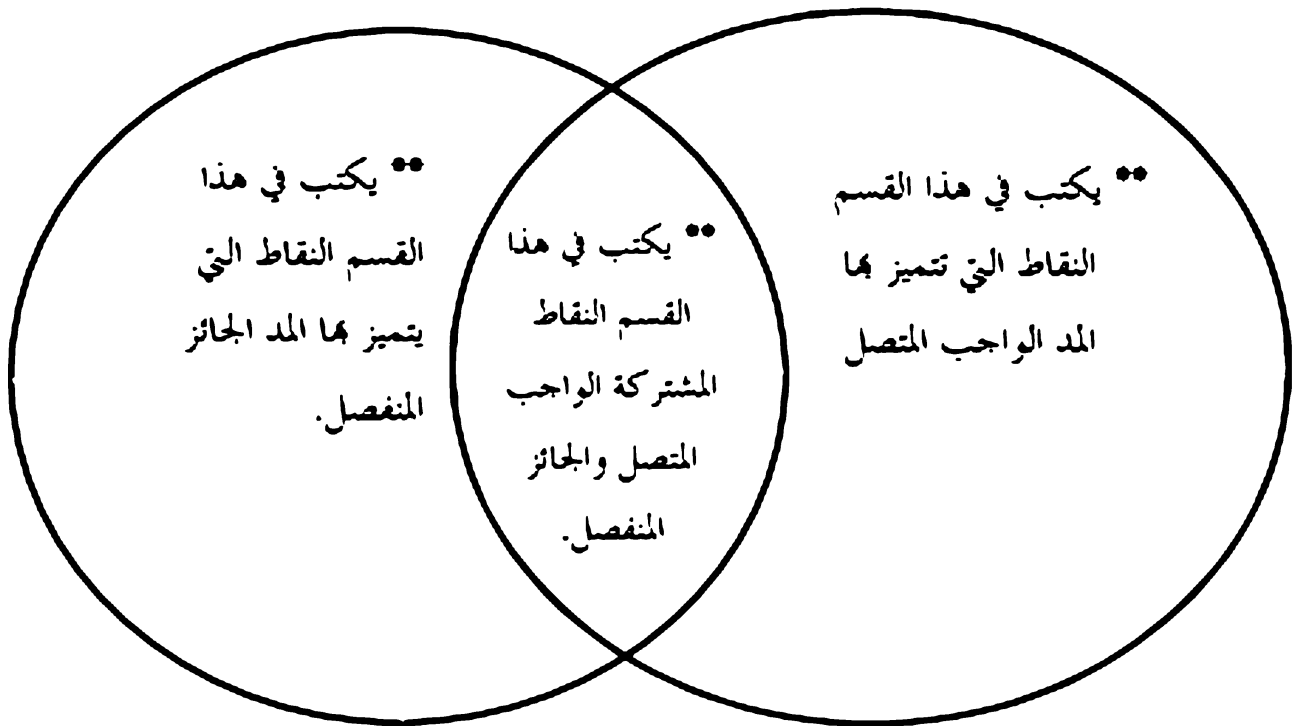 ** يكتب في هذا القسم
النقاط التي تتميز بها
المد الواجب المتصل
** يكتب في هذا
القسم النقاط
المشتركة الواجب
المتصل والجائز
المنفصل.
** يكتب في هذا
القسم النقاط التي
يتميز بها المد الجائز
المنفصل.